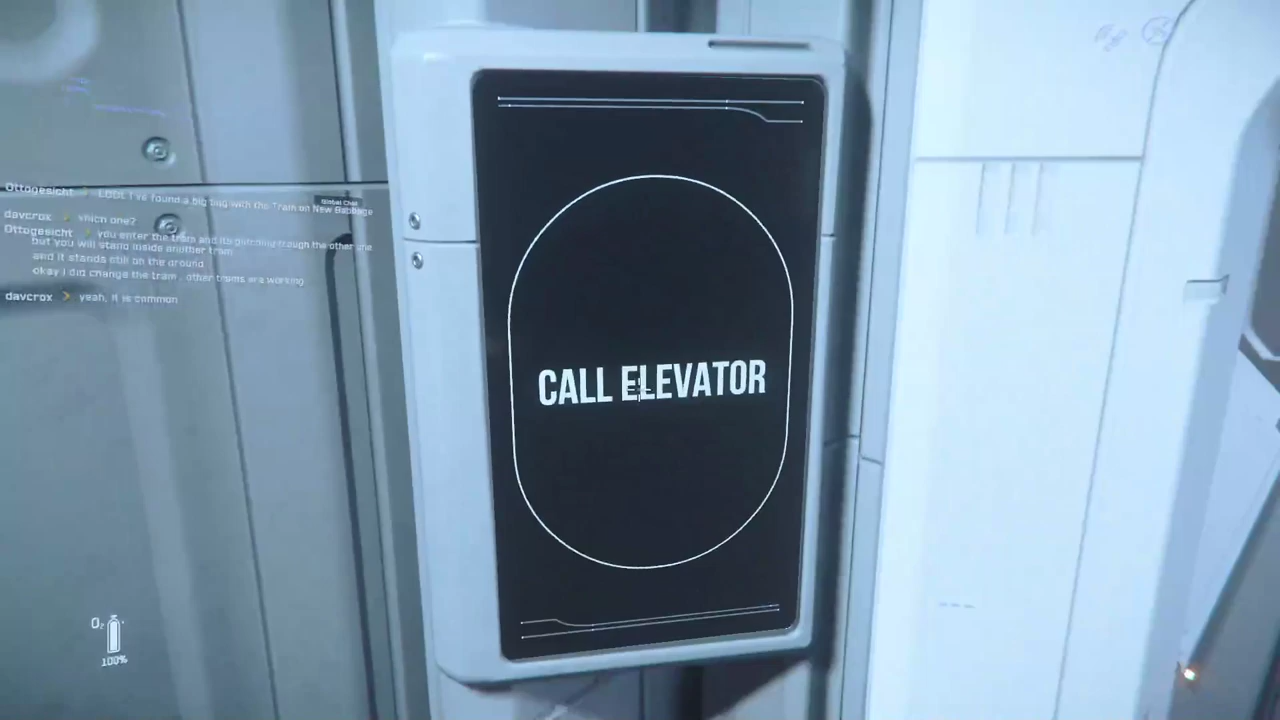 Global Chat
Ottogesicht > LOOL I've found a big bug with the Tram on New Babbage
davcrox > which one?
Ottogesicht > you enter the tram and its glitching trough the other one
but you will stand inside another tram
and it stands still on the ground
okay I did change the tram , other trams are working
davcrox > yeah, it is common
CALL ELEVATOR
O₂
100%